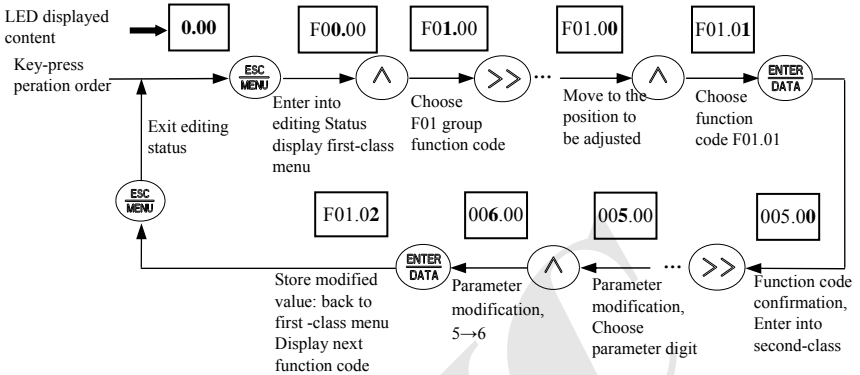 LED displayed
content
0.00
F00.00
F01.00
F01.00
F01.01
Key-press
peration order
ESC
MENU
∧
>>
...
∧
ENTER
DATA
Exit editing
status
Enter into
editing Status
display first-class
menu
Choose
F01 group
function code
Move to the
position to
be adjusted
Choose
function
code F01.01
ESC
MENU
F01.02
006.00
005.00
005.00
ENTER
DATA
∧
...
>>
Store modified
value: back to
first -class menu
Display next
function code
Parameter
modification,
5→6
Parameter
modification,
Choose
parameter digit
Function code
confirmation,
Enter into
second-class